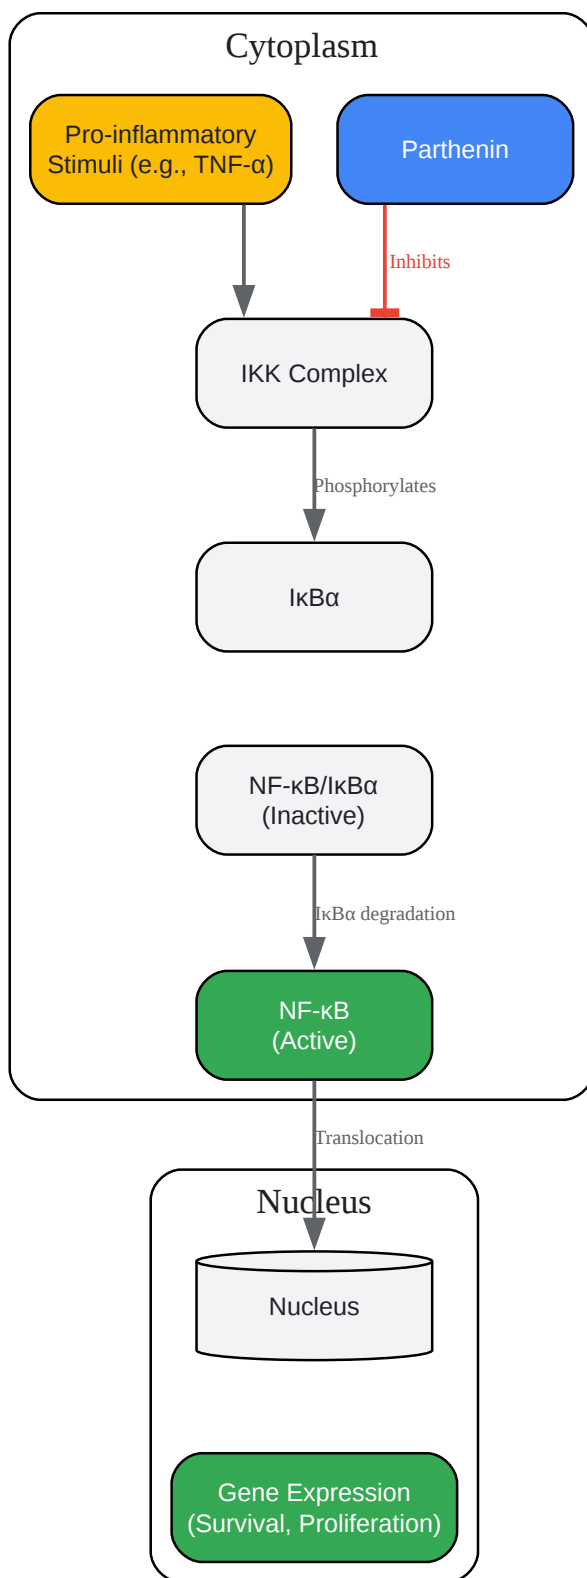 Cytoplasm
Pro-inflammatory
Stimuli (e.g., TNF-α)
Parthenin
Inhibits
IKK Complex
Phosphorylates
IκBα
NF-κB/IκBα
(Inactive)
IκBα degradation
NF-κB
(Active)
Translocation
Nucleus
Nucleus
Gene Expression
(Survival, Proliferation)